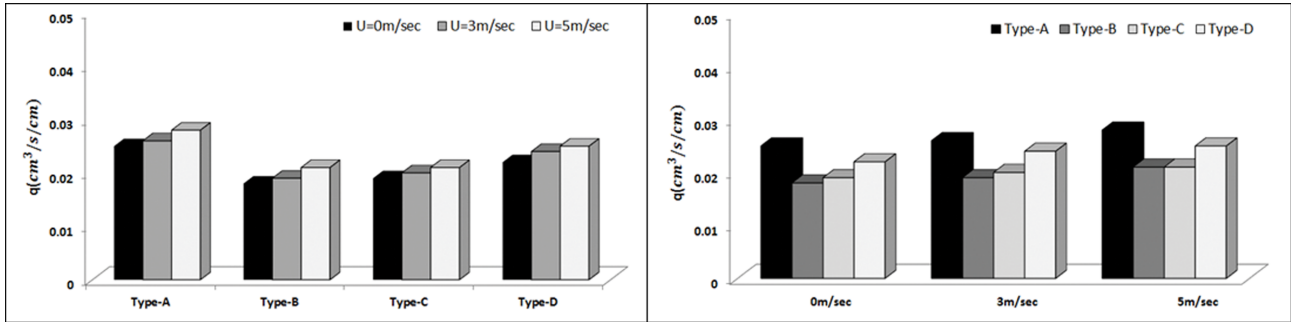 U=0m/sec U=3m/sec U=5m/sec
0.05
0.04
0.03
0.02
0.01
0
q(cm³/s/cm)
Type-A Type-B Type-C Type-D
Type-A Type-B Type-C Type-D
0.05
0.04
0.03
0.02
0.01
0
q(cm³/s/cm)
0m/sec 3m/sec 5m/sec